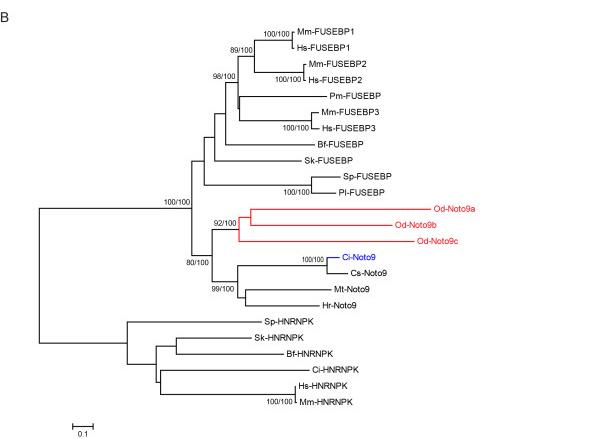 B
100/100
Mm-FUSEBP1
Hs-FUSEBP1
89/100
Mm-FUSEBP2
100/100
Hs-FUSEBP2
98/100
Pm-FUSEBP
Mm-FUSEBP3
100/100
Hs-FUSEBP3
Bf-FUSEBP
Sk-FUSEBP
Sp-FUSEBP
100/100
Pl-FUSEBP
100/100
Od-Noto9a
92/100
Od-Noto9b
Od-Noto9c
80/100
100/100
Ci-Noto9
Cs-Noto9
99/100
Mt-Noto9
Hr-Noto9
Sp-HNRNPK
Sk-HNRNPK
Bf-HNRNPK
Ci-HNRNPK
Hs-HNRNPK
100/100
Mm-HNRNPK
0.1